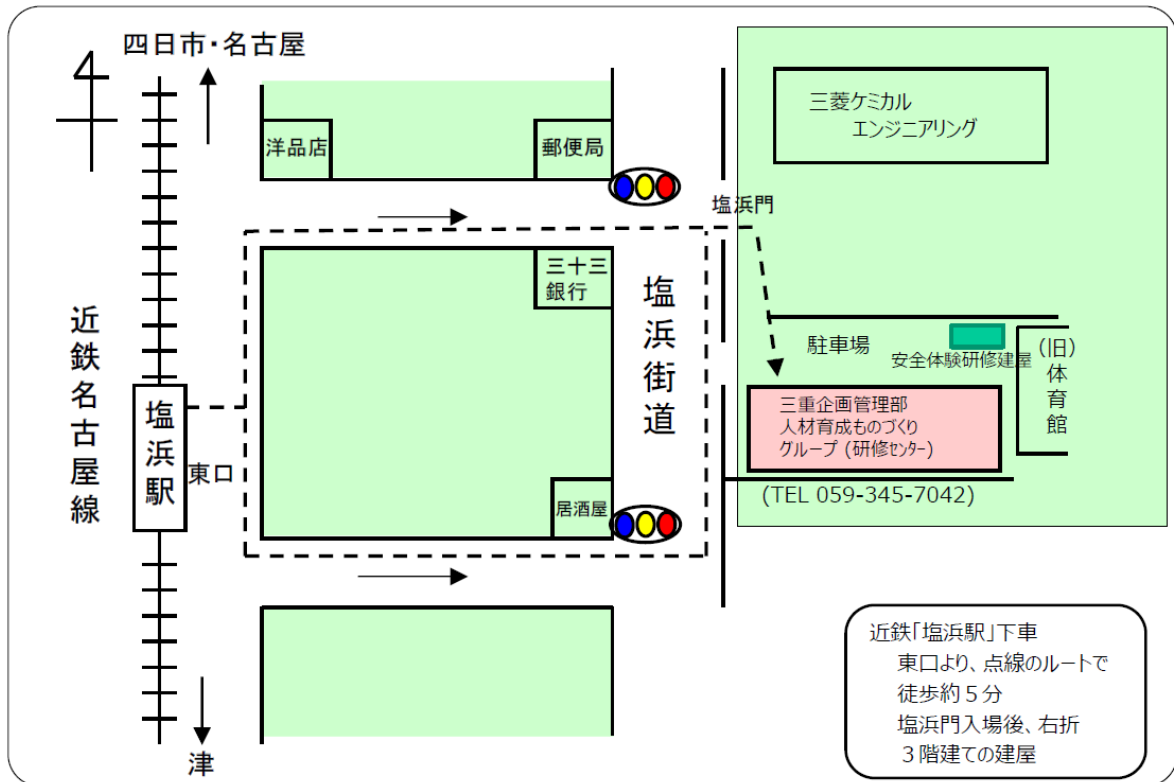 四日市・名古屋
三菱ケミカル
エンジニアリング
洋品店
郵便局
塩浜門
三十三
銀行
塩浜街道
近鉄名古屋線
駐車場
安全体験研修建屋
(旧)体育館
塩浜駅
東口
三重企画管理部
人材育成ものづくり
グループ (研修センター)
(TEL 059-345-7042)
居酒屋
近鉄「塩浜駅」下車
東口より、点線のルートで
徒歩約５分
塩浜門入場後、右折
３階建ての建屋
津